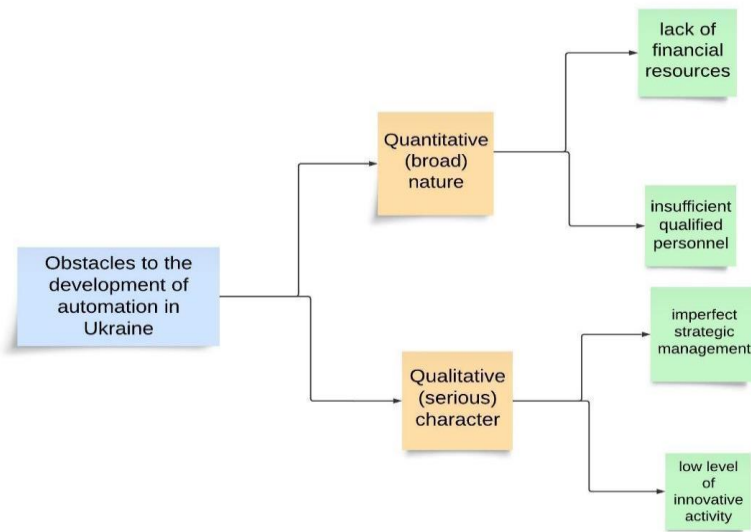 Obstacles to the
development of
automation in
Ukraine
Quantitative
(broad)
nature
lack of
financial
resources
insufficient
qualified
personnel
Qualitative
(serious)
character
imperfect
strategic
management
low level
of
innovative
activity